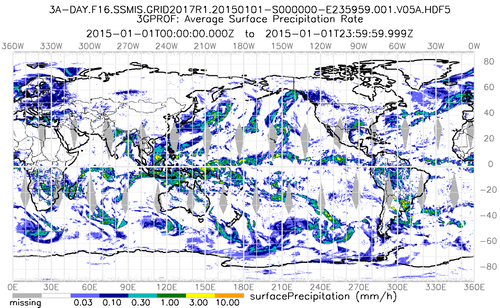 3A-DAY.F16.SSMIS.GRID2017R1.20150101-S000000-E235959.001.V05A.HDF5
3GPROF: Average Surface Precipitation Rate
2015-01-01T00:00:00.000Z to 2015-01-01T23:59:59.999Z
360W 330W 300W 270W 240W 210W 180W 150W 120W 90W 60W 30W 0W
80
60
40
20
0
-20
-40
-60
-80
0E 30E 60E 90E 120E 150E 180E 210E 240E 270E 300E 330E 360E
missing 0.03 0.10 0.30 1.00 3.00 10.00 surfacePrecipitation (mm/h)